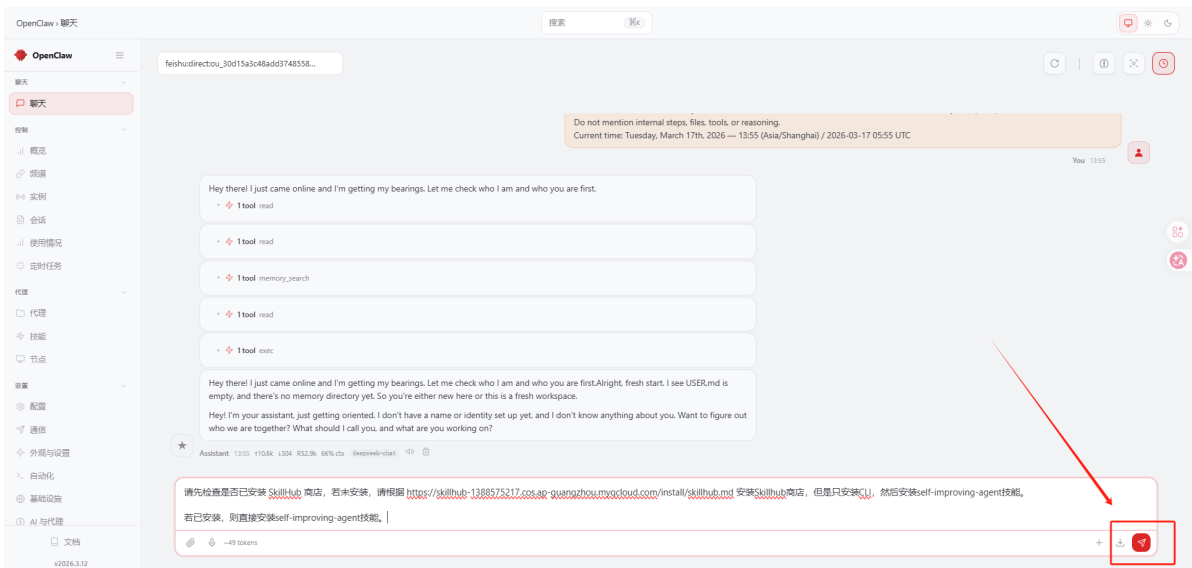 OpenClaw › 聊天
搜索
⌘K
OpenClaw
聊天
聊天
控制
概览
频道
实例
会话
使用情况
定时任务
代理
代理
技能
节点
设置
配置
通信
外观与设置
自动化
基础设施
AI 与代理
文档
v2026.3.12
feishu:direct:ou_30d15a3c48add3748558...
Do not mention internal steps, files, tools, or reasoning.
Current time: Tuesday, March 17th, 2026 — 13:55 (Asia/Shanghai) / 2026-03-17 05:55 UTC
You 13:55
Hey there! I just came online and I'm getting my bearings. Let me check who I am and who you are first.
1 tool read
1 tool read
1 tool memory_search
1 tool read
1 tool exec
Hey there! I just came online and I'm getting my bearings. Let me check who I am and who you are first.Alright, fresh start. I see USER.md is
empty, and there's no memory directory yet. So you're either new here or this is a fresh workspace.
Hey! I'm your assistant, just getting oriented. I don't have a name or identity set up yet, and I don't know anything about you. Want to figure out
who we are together? What should I call you, and what are you working on?
Assistant 13:55 ↑10.6k ↓304 R52.9k 66% ctx deepseek-chat
请先检查是否已安装 SkillHub 商店，若未安装，请根据 https://skillhub-1388575217.cos.ap-guangzhou.myqcloud.com/install/skillhub.md 安装Skillhub商店，但是只安装CLI，然后安装self-improving-agent技能。
若已安装，则直接安装self-improving-agent技能。
~49 tokens